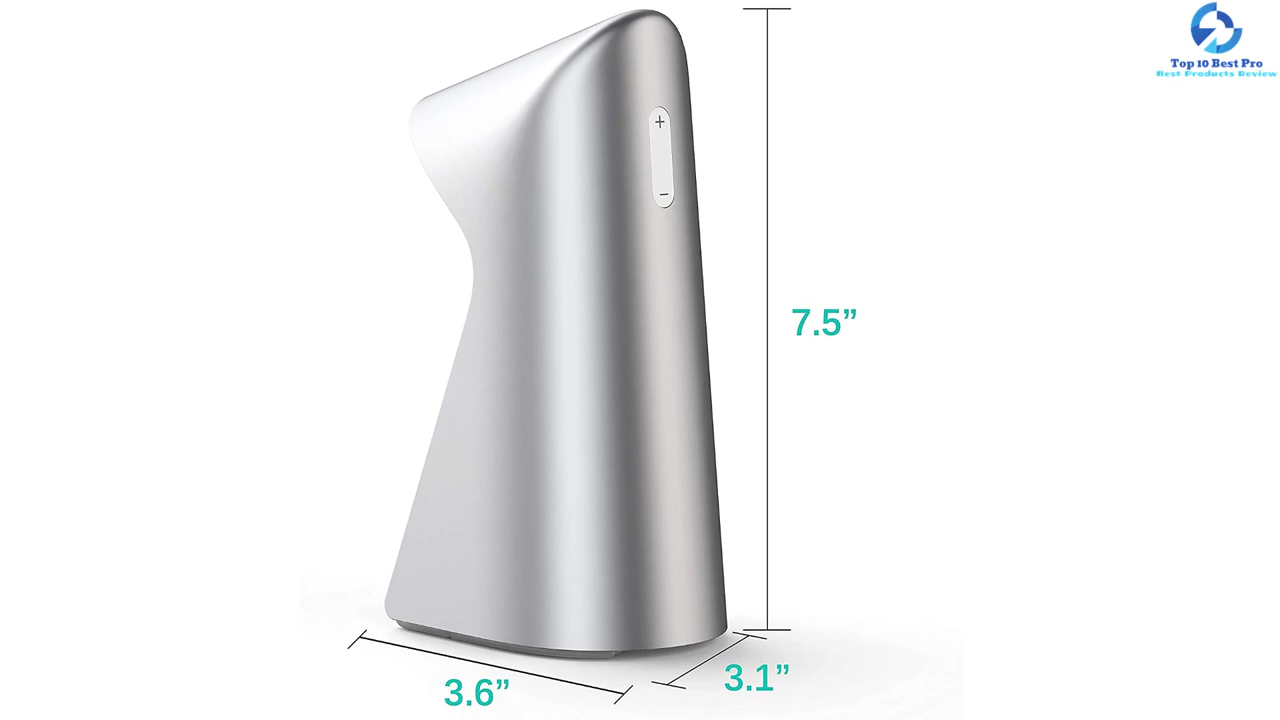 Top 10 Best Pro
Best Products Review
+
−
7.5”
3.6”
3.1”